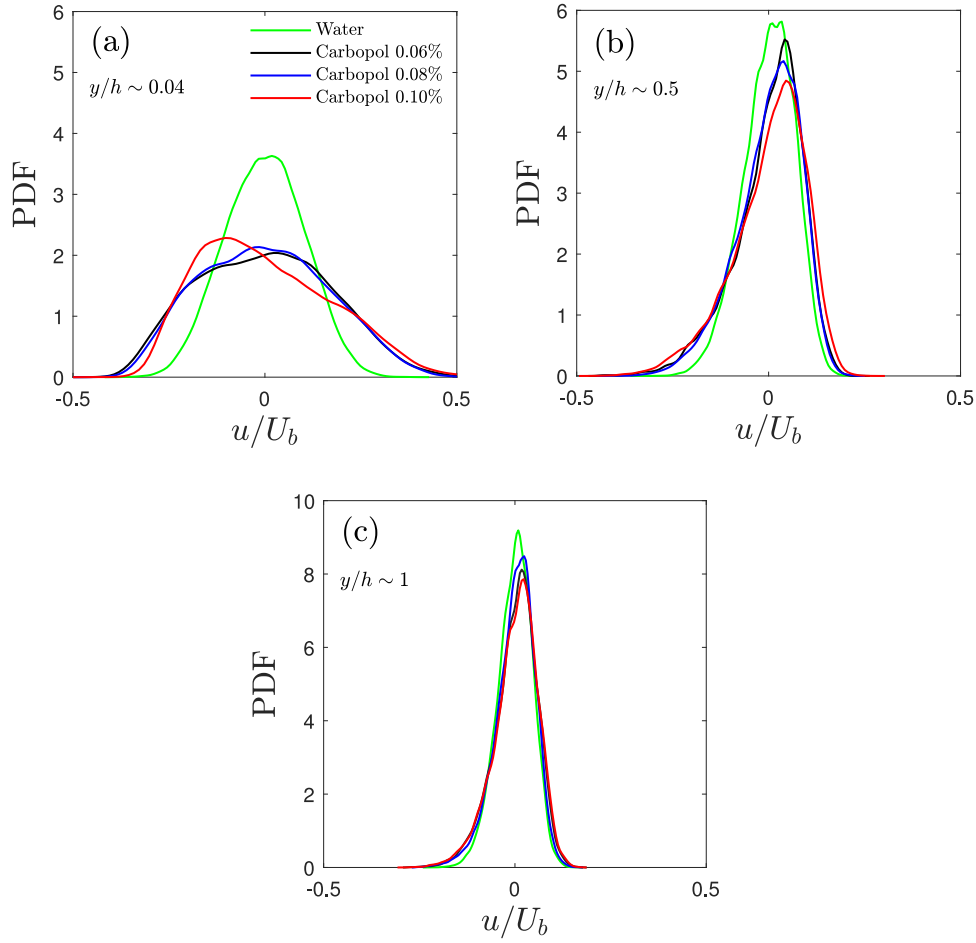 (a)
y/h ∼ 0.04
Water
Carbopol 0.06%
Carbopol 0.08%
Carbopol 0.10%
PDF
6
5
4
3
2
1
0
-0.5
0
0.5
u/U_b
(b)
y/h ∼ 0.5
PDF
6
5
4
3
2
1
0
-0.5
0
0.5
u/U_b
(c)
y/h ∼ 1
PDF
10
8
6
4
2
0
-0.5
0
0.5
u/U_b